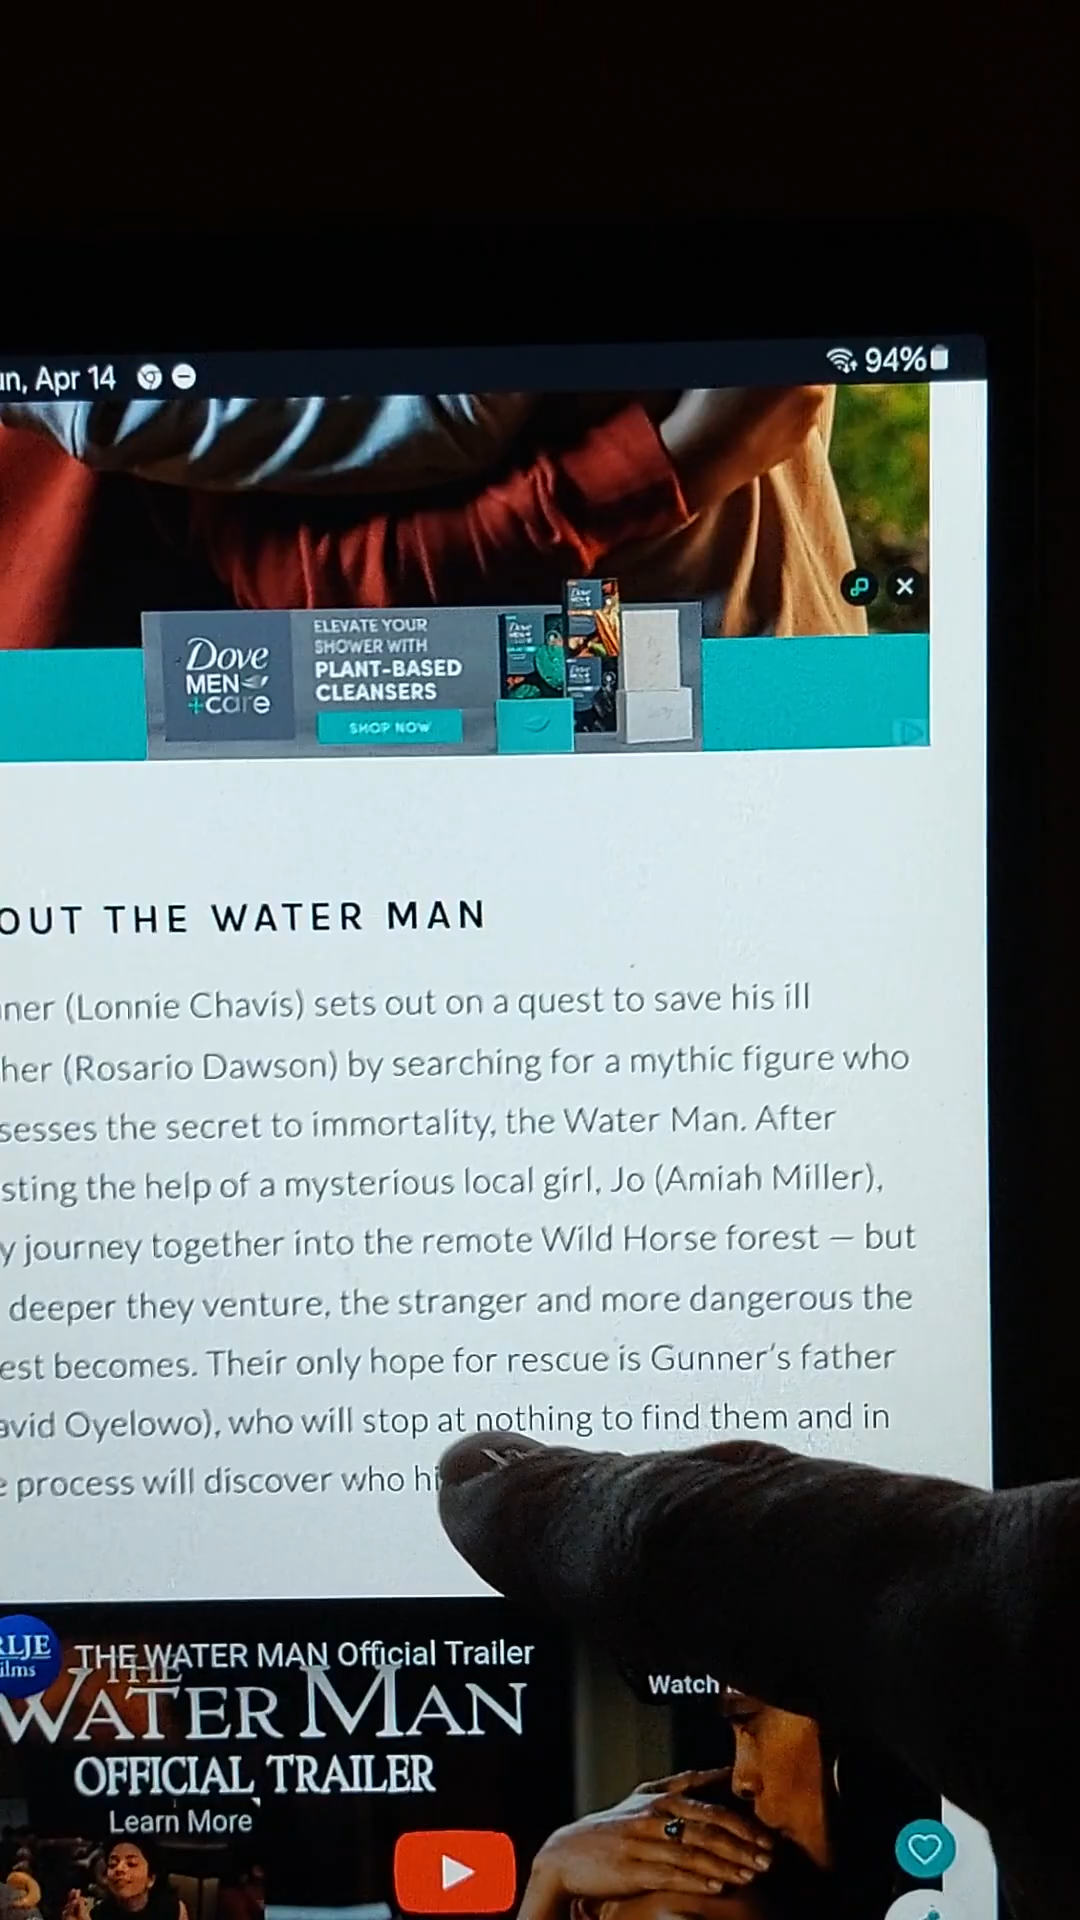 Apr 14
94%
Dove
MEN
+care
ELEVATE YOUR
SHOWER WITH
PLANT-BASED
CLEANSERS
SHOP NOW
OUT THE WATER MAN
ner (Lonnie Chavis) sets out on a quest to save his ill
her (Rosario Dawson) by searching for a mythic figure who
sesses the secret to immortality, the Water Man. After
sting the help of a mysterious local girl, Jo (Amiah Miller),
y journey together into the remote Wild Horse forest — but
deeper they venture, the stranger and more dangerous the
est becomes. Their only hope for rescue is Gunner's father
avid Oyelowo), who will stop at nothing to find them and in
e process will discover who hi
RLJE
ilms
THE WATER MAN Official Trailer
Watch
THE
WATER MAN
OFFICIAL TRAILER
Learn More